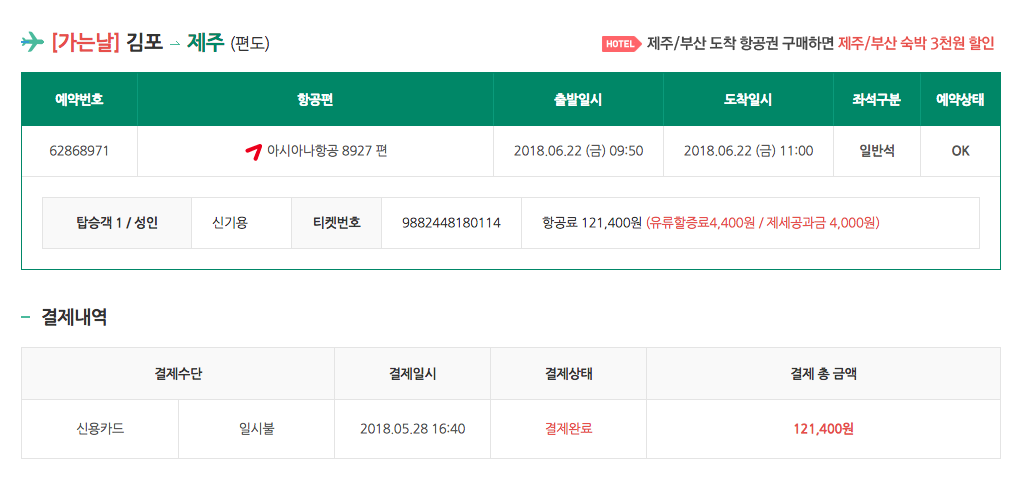 [가는날] 김포 → 제주 (편도)
HOTEL 제주/부산 도착 항공권 구매하면 제주/부산 숙박 3천원 할인
예약번호 항공편 출발일시 도착일시 좌석구분 예약상태
62868971 아시아나항공 8927 편 2018.06.22 (금) 09:50 2018.06.22 (금) 11:00 일반석 OK
탑승객 1 / 성인 신기용 티켓번호 9882448180114 항공료 121,400원 (유류할증료4,400원 / 제세공과금 4,000원)
결제내역
결제수단 결제일시 결제상태 결제 총 금액
신용카드 일시불 2018.05.28 16:40 결제완료 121,400원